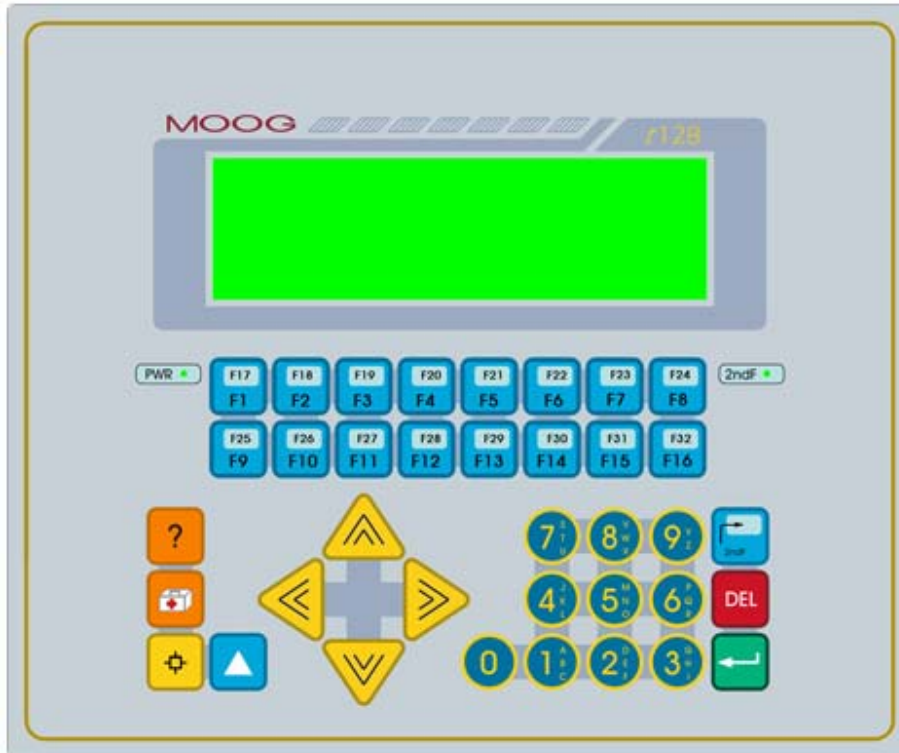 MOOG
t128
PWR
F17 F18 F19 F20 F21 F22 F23 F24
F1 F2 F3 F4 F5 F6 F7 F8
2ndF
F25 F26 F27 F28 F29 F30 F31 F32
F9 F10 F11 F12 F13 F14 F15 F16
?
7 S T U 8 V W X 9 Y Z
2ndF
4 J K L 5 M N O 6 P Q R
DEL
0 1 A B C 2 D E 3 H